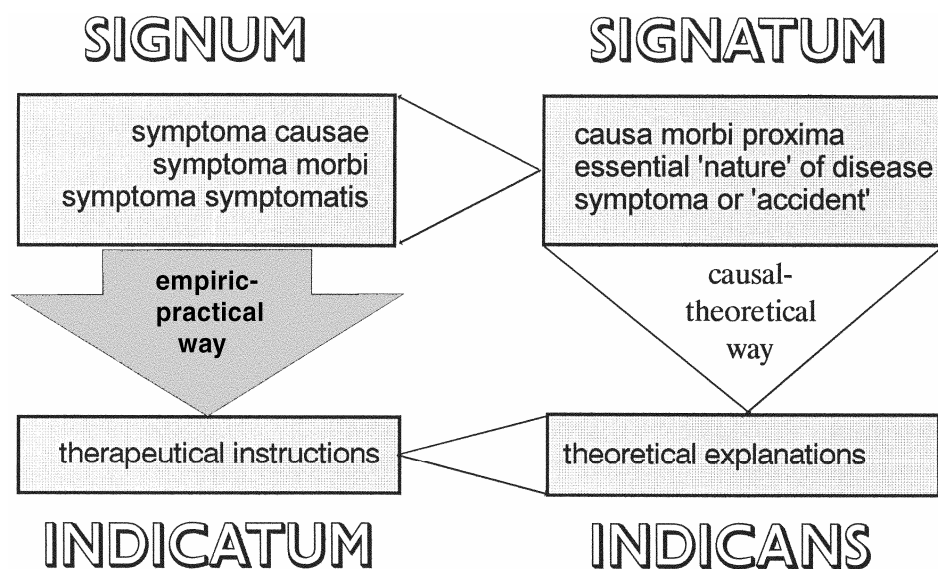 SIGNUM
SIGNATUM
symptoma causae
symptoma morbi
symptoma symptomatis
causa morbi proxima
essential 'nature' of disease
symptoma or 'accident'
empiric-
practical
way
causal-
theoretical
way
therapeutical instructions
theoretical explanations
INDICATUM
INDICANS